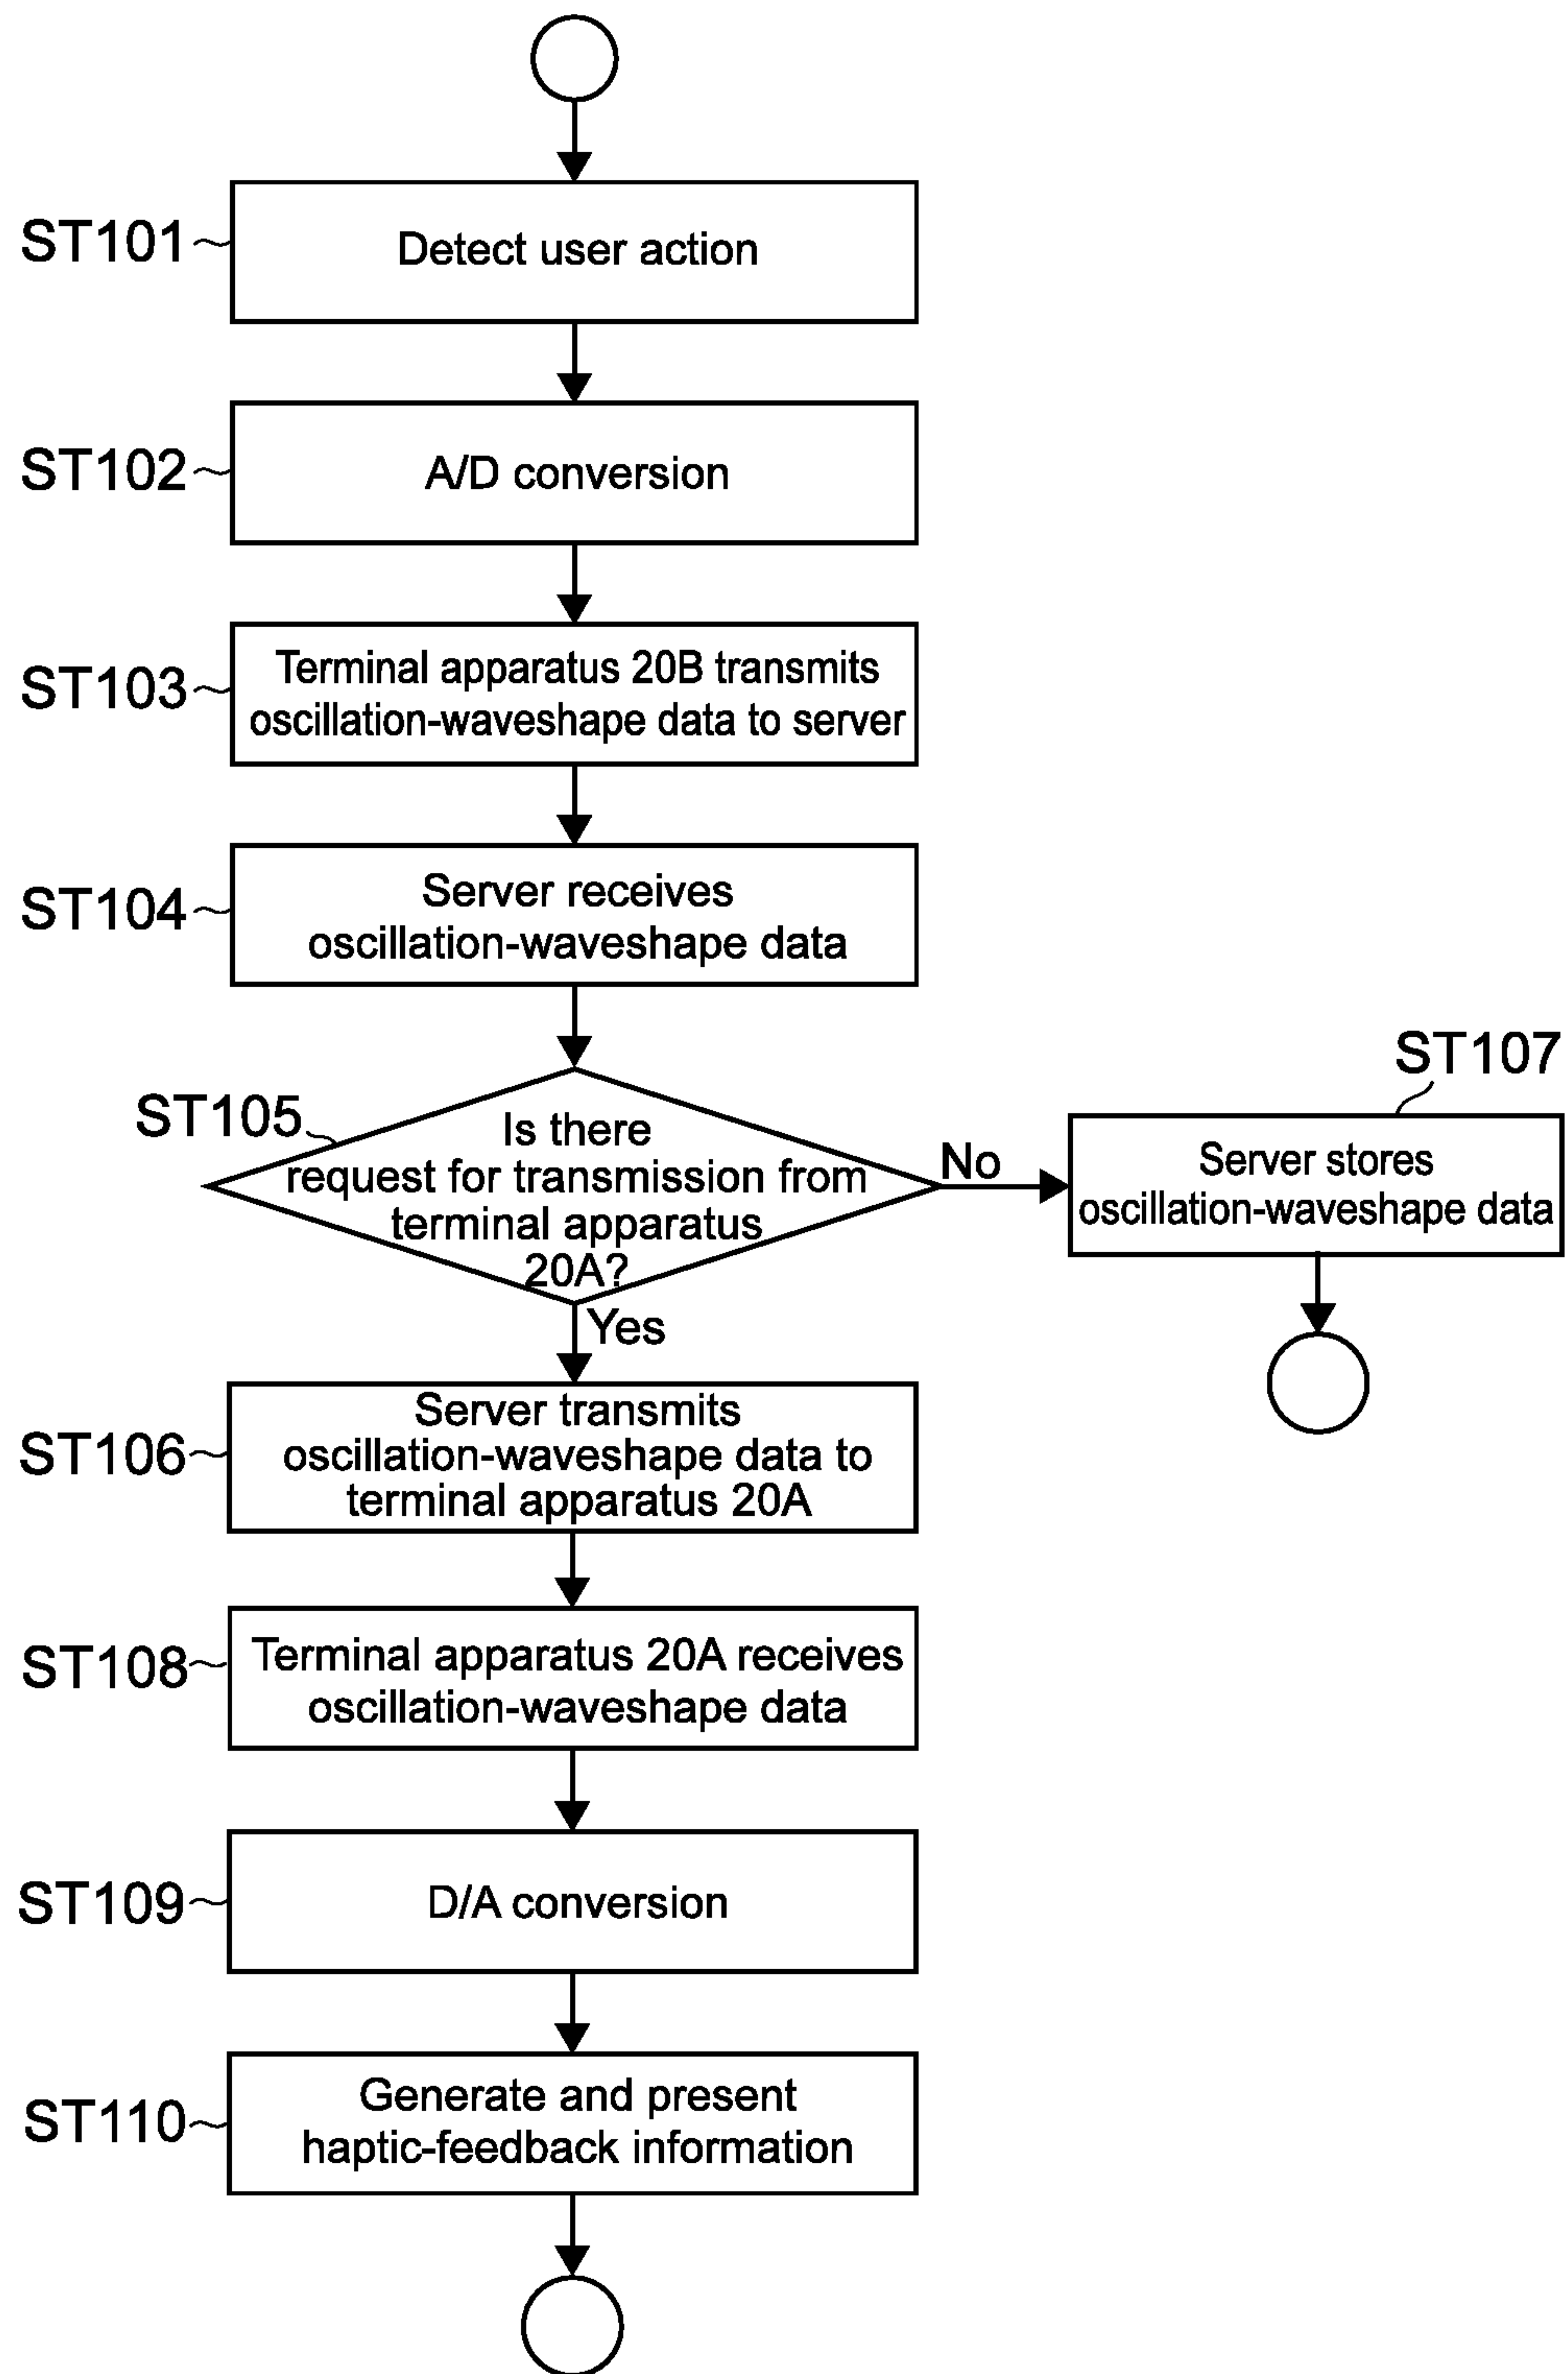 ST101
Detect user action
ST102
A/D conversion
ST103
Terminal apparatus 20B transmits
oscillation-waveshape data to server
ST104
Server receives
oscillation-waveshape data
ST105
Is there
request for transmission from
terminal apparatus
20A?
No
ST107
Server stores
oscillation-waveshape data
Yes
ST106
Server transmits
oscillation-waveshape data to
terminal apparatus 20A
ST108
Terminal apparatus 20A receives
oscillation-waveshape data
ST109
D/A conversion
ST110
Generate and present
haptic-feedback information